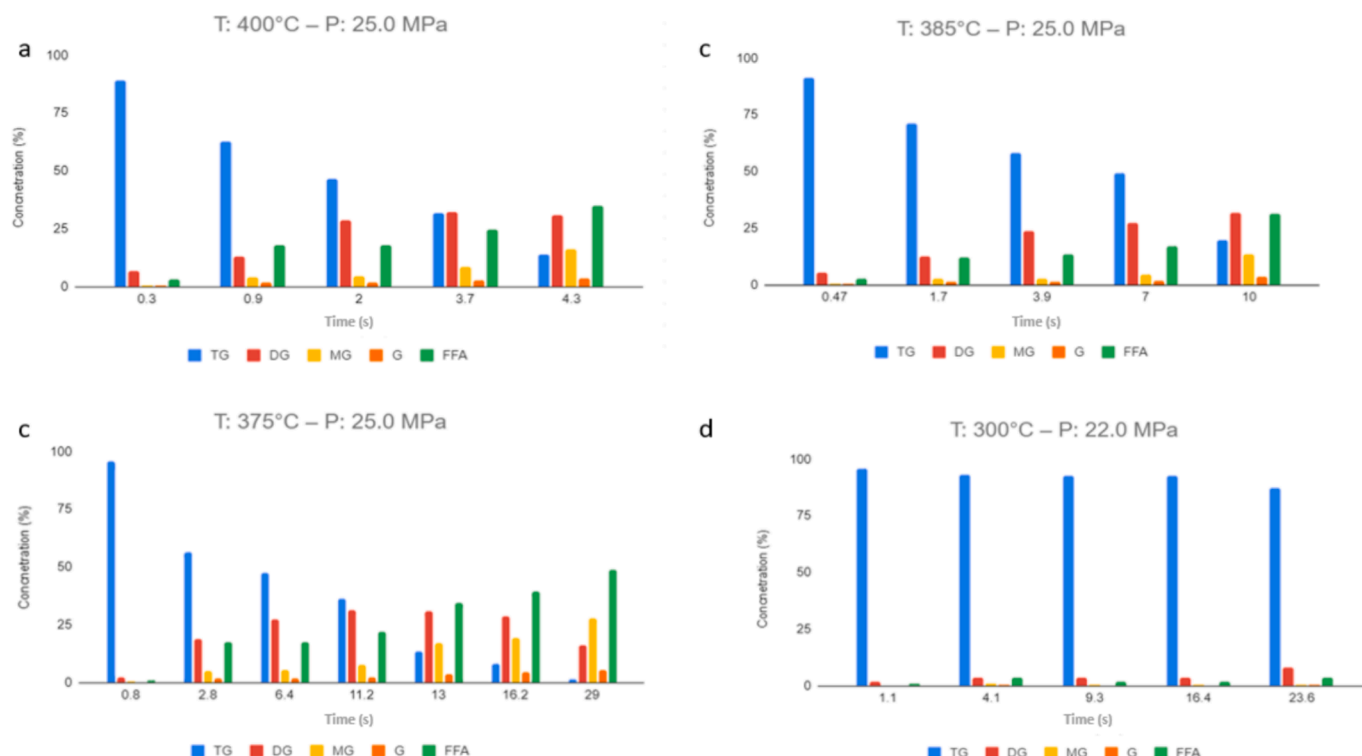 T: 400°C – P: 25.0 MPa
a
100
75
50
25
0
Concnetration (%)
0.3 0.9 2 3.7 4.3
Time (s)
TG DG MG G FFA
T: 385°C – P: 25.0 MPa
c
100
75
50
25
0
Concnetration (%)
0.47 1.7 3.9 7 10
Time (s)
TG DG MG G FFA
T: 375°C – P: 25.0 MPa
c
100
75
50
25
0
Concnetration (%)
0.8 2.8 6.4 11.2 13 16.2 29
Time (s)
TG DG MG G FFA
T: 300°C – P: 22.0 MPa
d
100
75
50
25
0
Concnetration (%)
1.1 4.1 9.3 16.4 23.6
Time (s)
TG DG MG G FFA